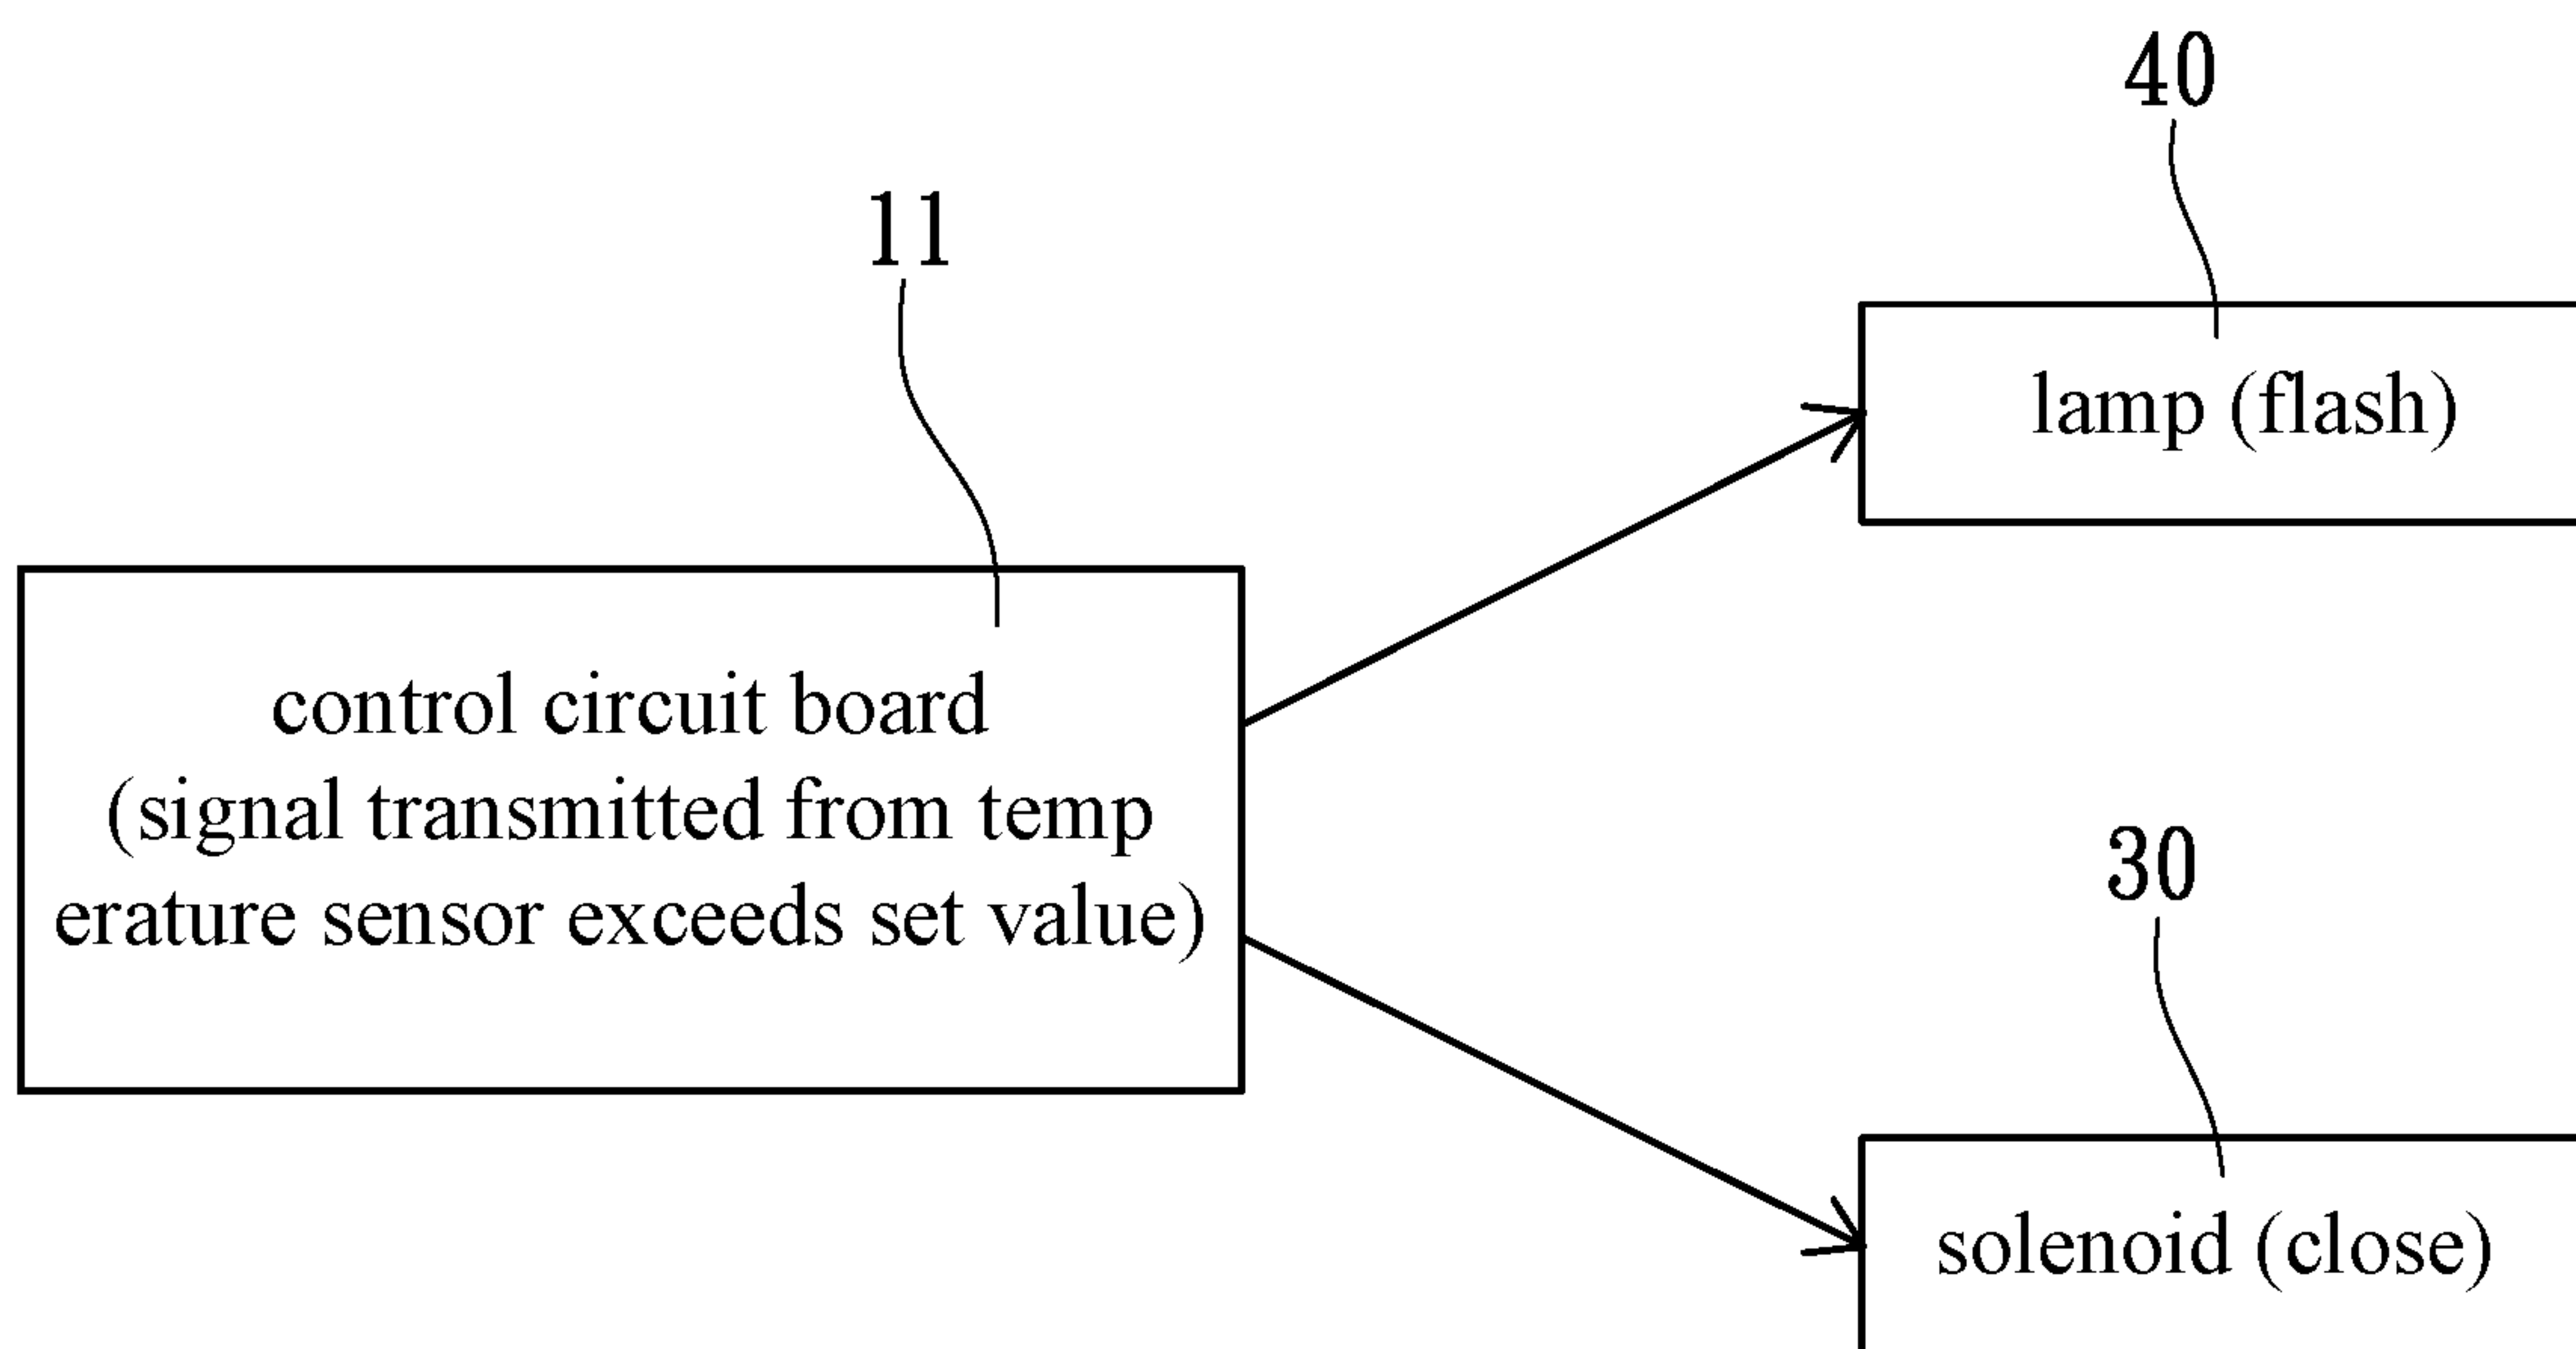 40
11
lamp (flash)
control circuit board
(signal transmitted from temp
erature sensor exceeds set value)
30
solenoid (close)